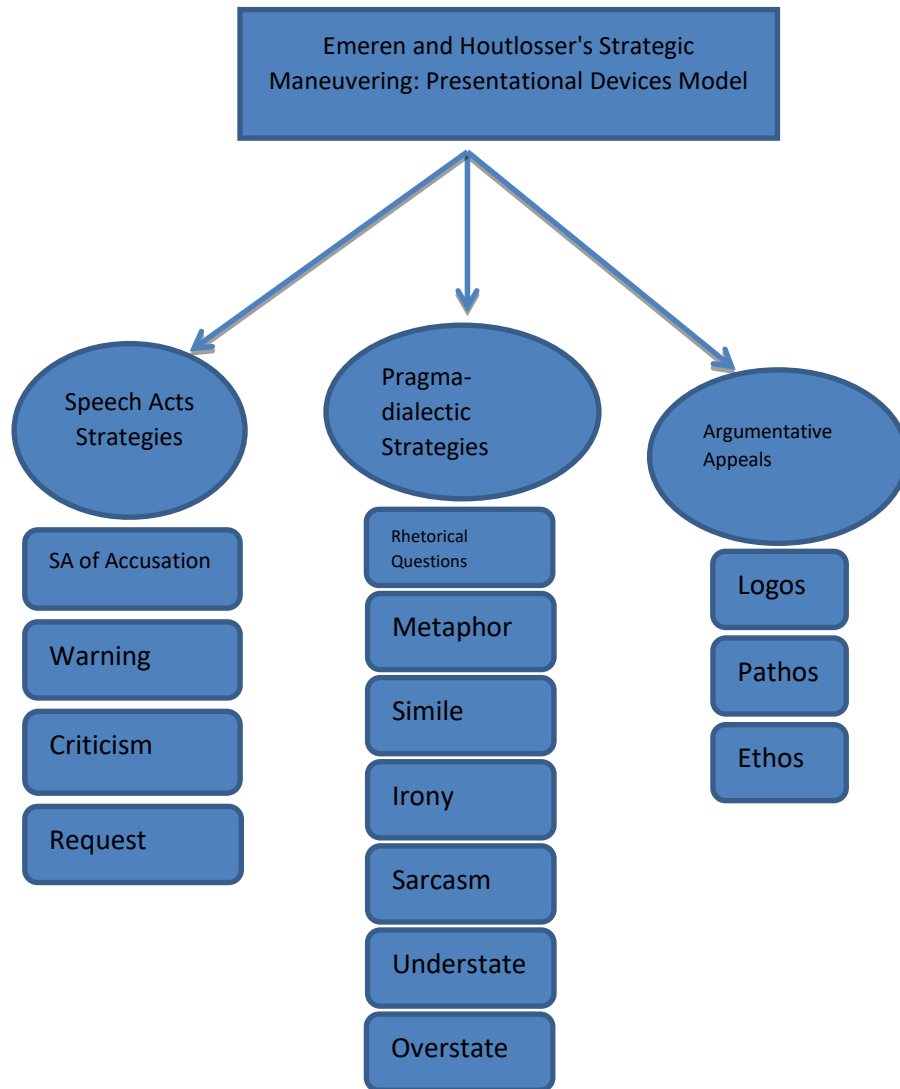 Emeren and Houtlosser's Strategic
Maneuvering: Presentational Devices Model
Speech Acts
Strategies
SA of Accusation
Warning
Criticism
Request
Pragma-
dialectic
Strategies
Rhetorical
Questions
Metaphor
Simile
Irony
Sarcasm
Understate
Overstate
Argumentative
Appeals
Logos
Pathos
Ethos